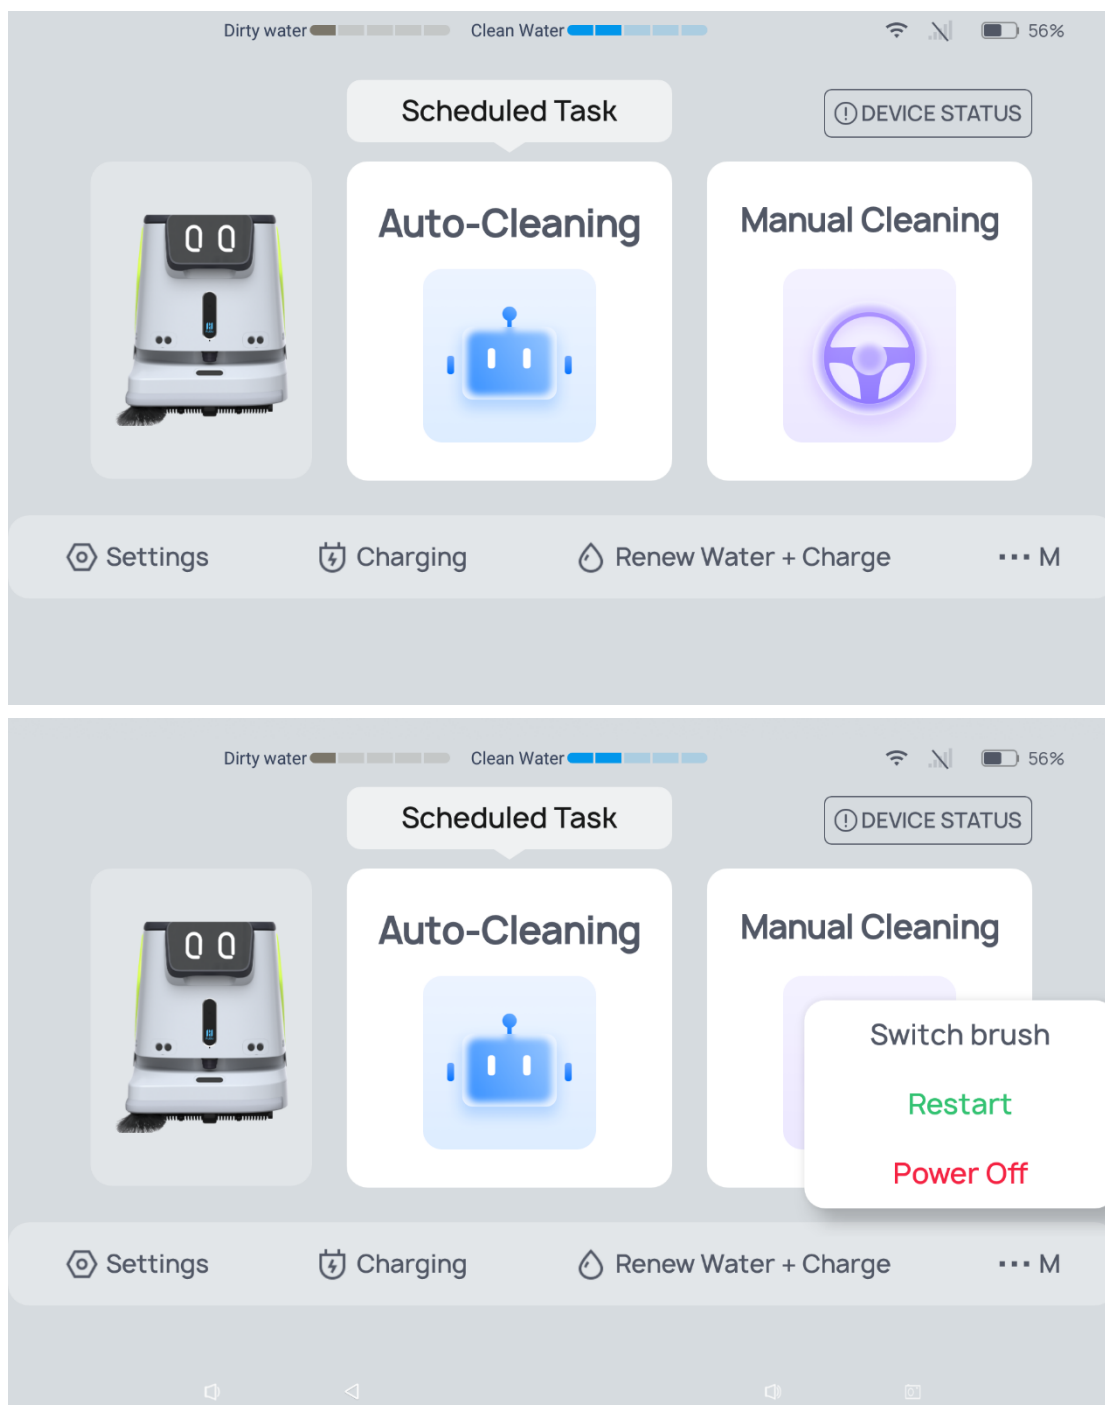 Dirty water Clean Water 56%
Scheduled Task
DEVICE STATUS
Auto-Cleaning
Manual Cleaning
Settings Charging Renew Water + Charge ··· M
Dirty water Clean Water 56%
Scheduled Task
DEVICE STATUS
Auto-Cleaning
Manual Cleaning
Switch brush
Restart
Power Off
Settings Charging Renew Water + Charge ··· M